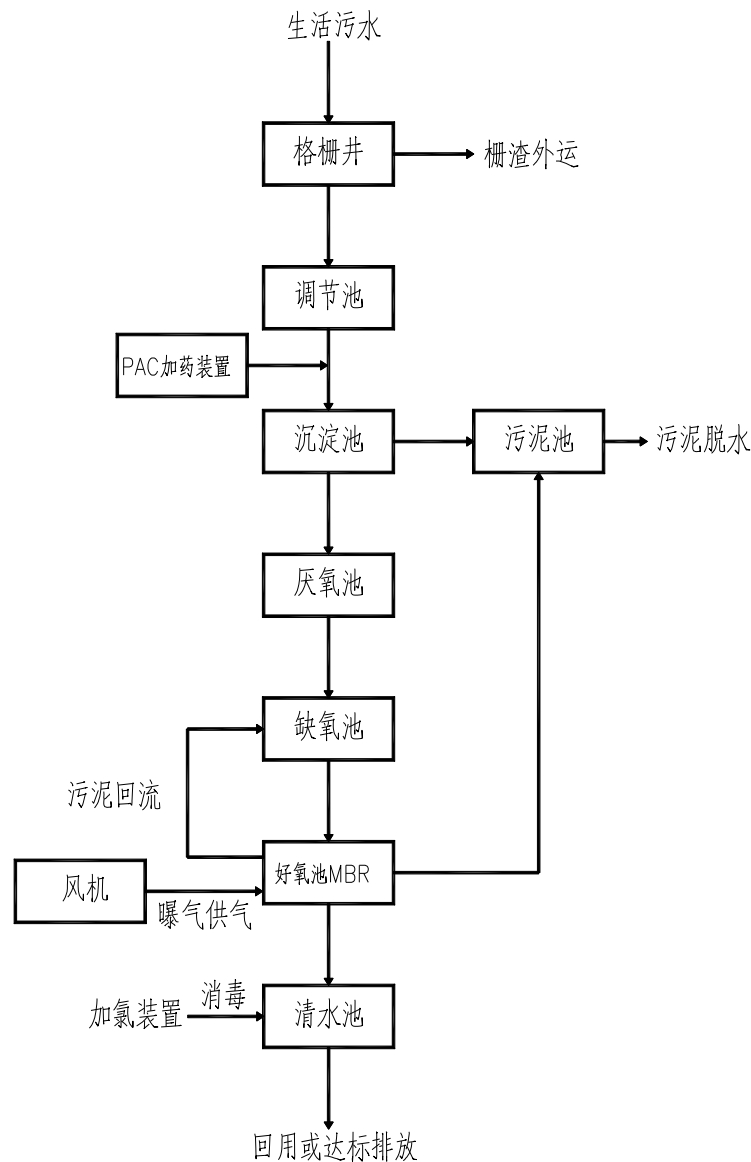 生活污水
格栅井
栅渣外运
调节池
PAC加药装置
沉淀池
污泥池
污泥脱水
厌氧池
缺氧池
污泥回流
好氧池MBR
风机
曝气供气
消毒
加氯装置
清水池
回用或达标排放